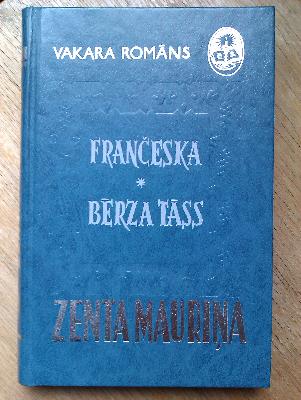 VAKARA ROMĀNS
FRANČESKA
*
BĒRZA TĀSS
ZENTA MAURIŅA